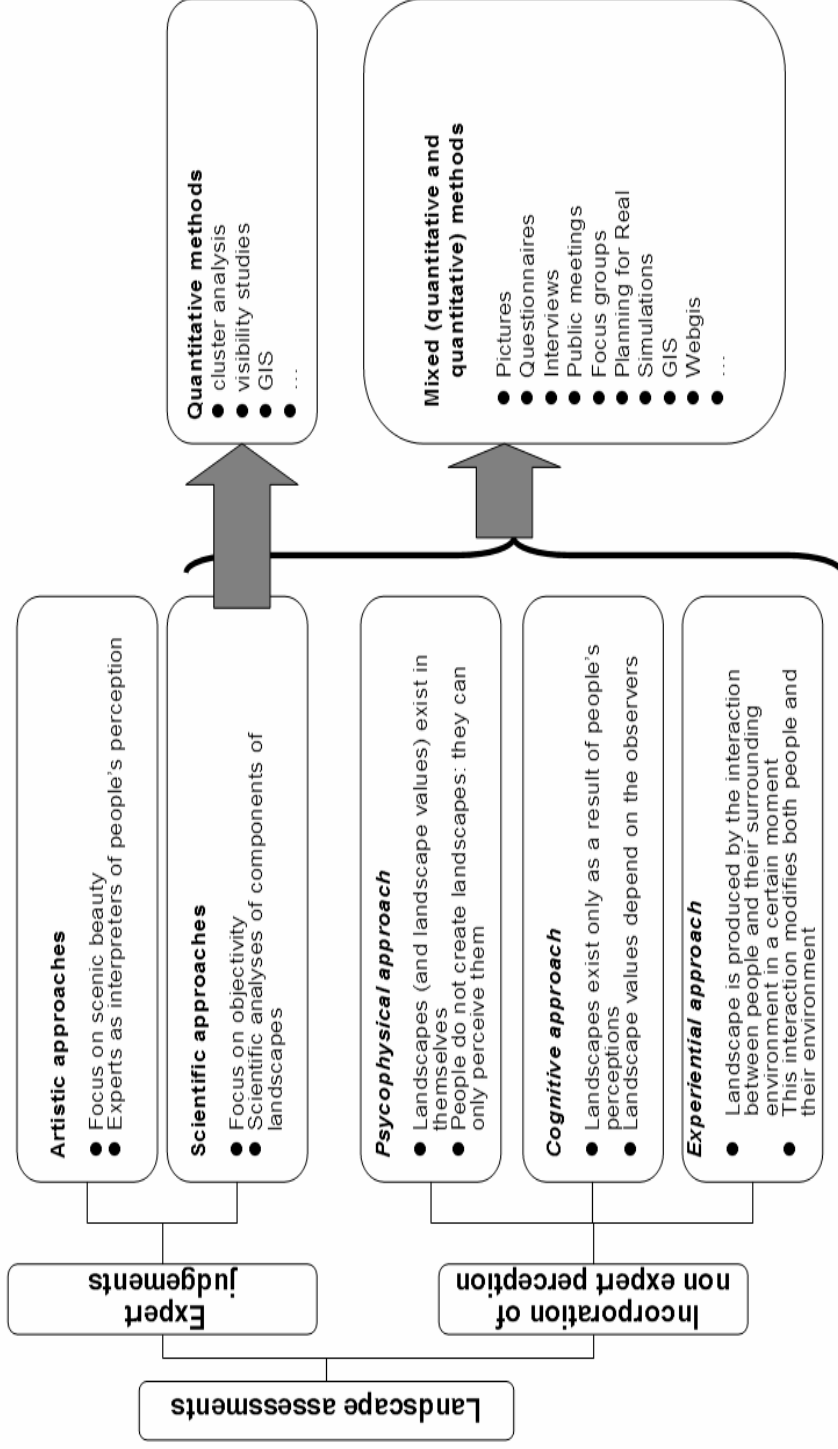 Landscape assessments
Expert
judgements
Incorporation of
non expert perception
Artistic approaches
● Focus on scenic beauty
● Experts as interpreters of people's perception
Scientific approaches
● Focus on objectivity
● Scientific analyses of components of
landscapes
Psycophysical approach
● Landscapes (and landscape values) exist in
themselves
● People do not create landscapes: they can
only perceive them
Cognitive approach
● Landscapes exist only as a result of people's
perceptions
● Landscape values depend on the observers
Experiential approach
● Landscape is produced by the interaction
between people and their surrounding
environment in a certain moment
● This interaction modifies both people and
their environment
Quantitative methods
● cluster analysis
● visibility studies
● GIS
● ...
Mixed (quantitative and
quantitative) methods
● Pictures
● Questionnaires
● Interviews
● Public meetings
● Focus groups
● Planning for Real
● Simulations
● GIS
● Webgis
● ...